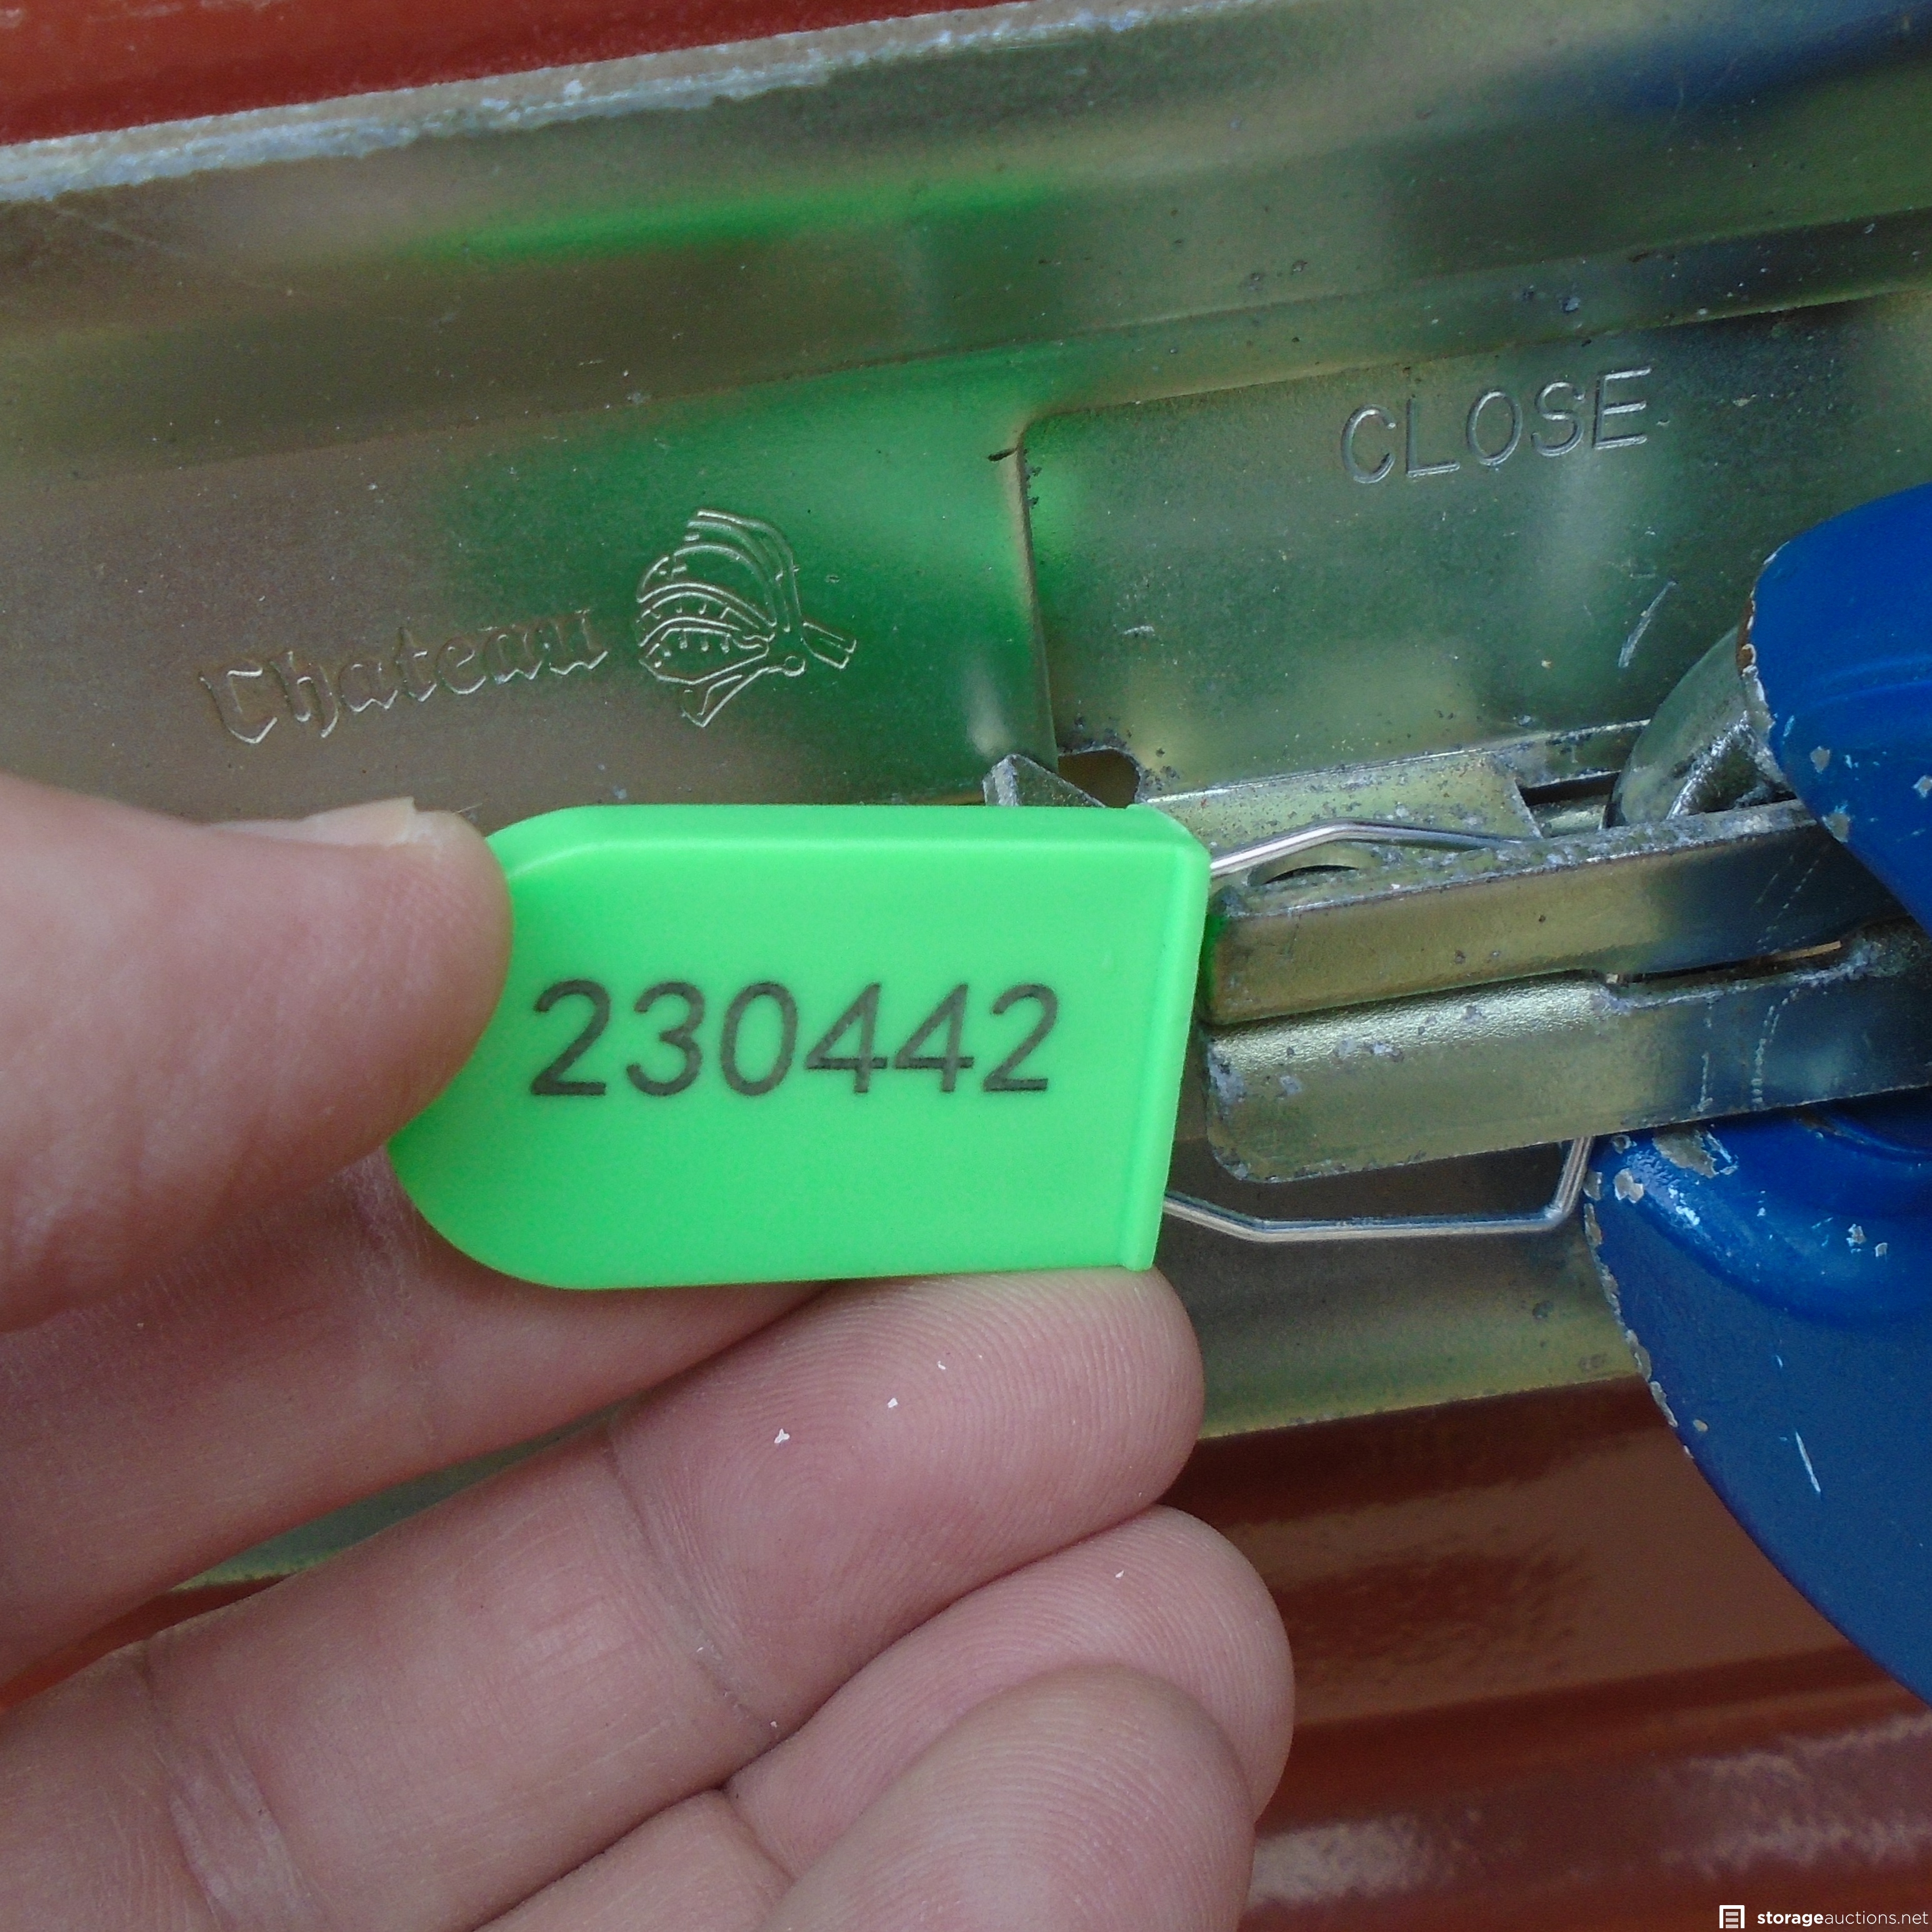 CLOSE
Chateau
230442
storageauctions.net